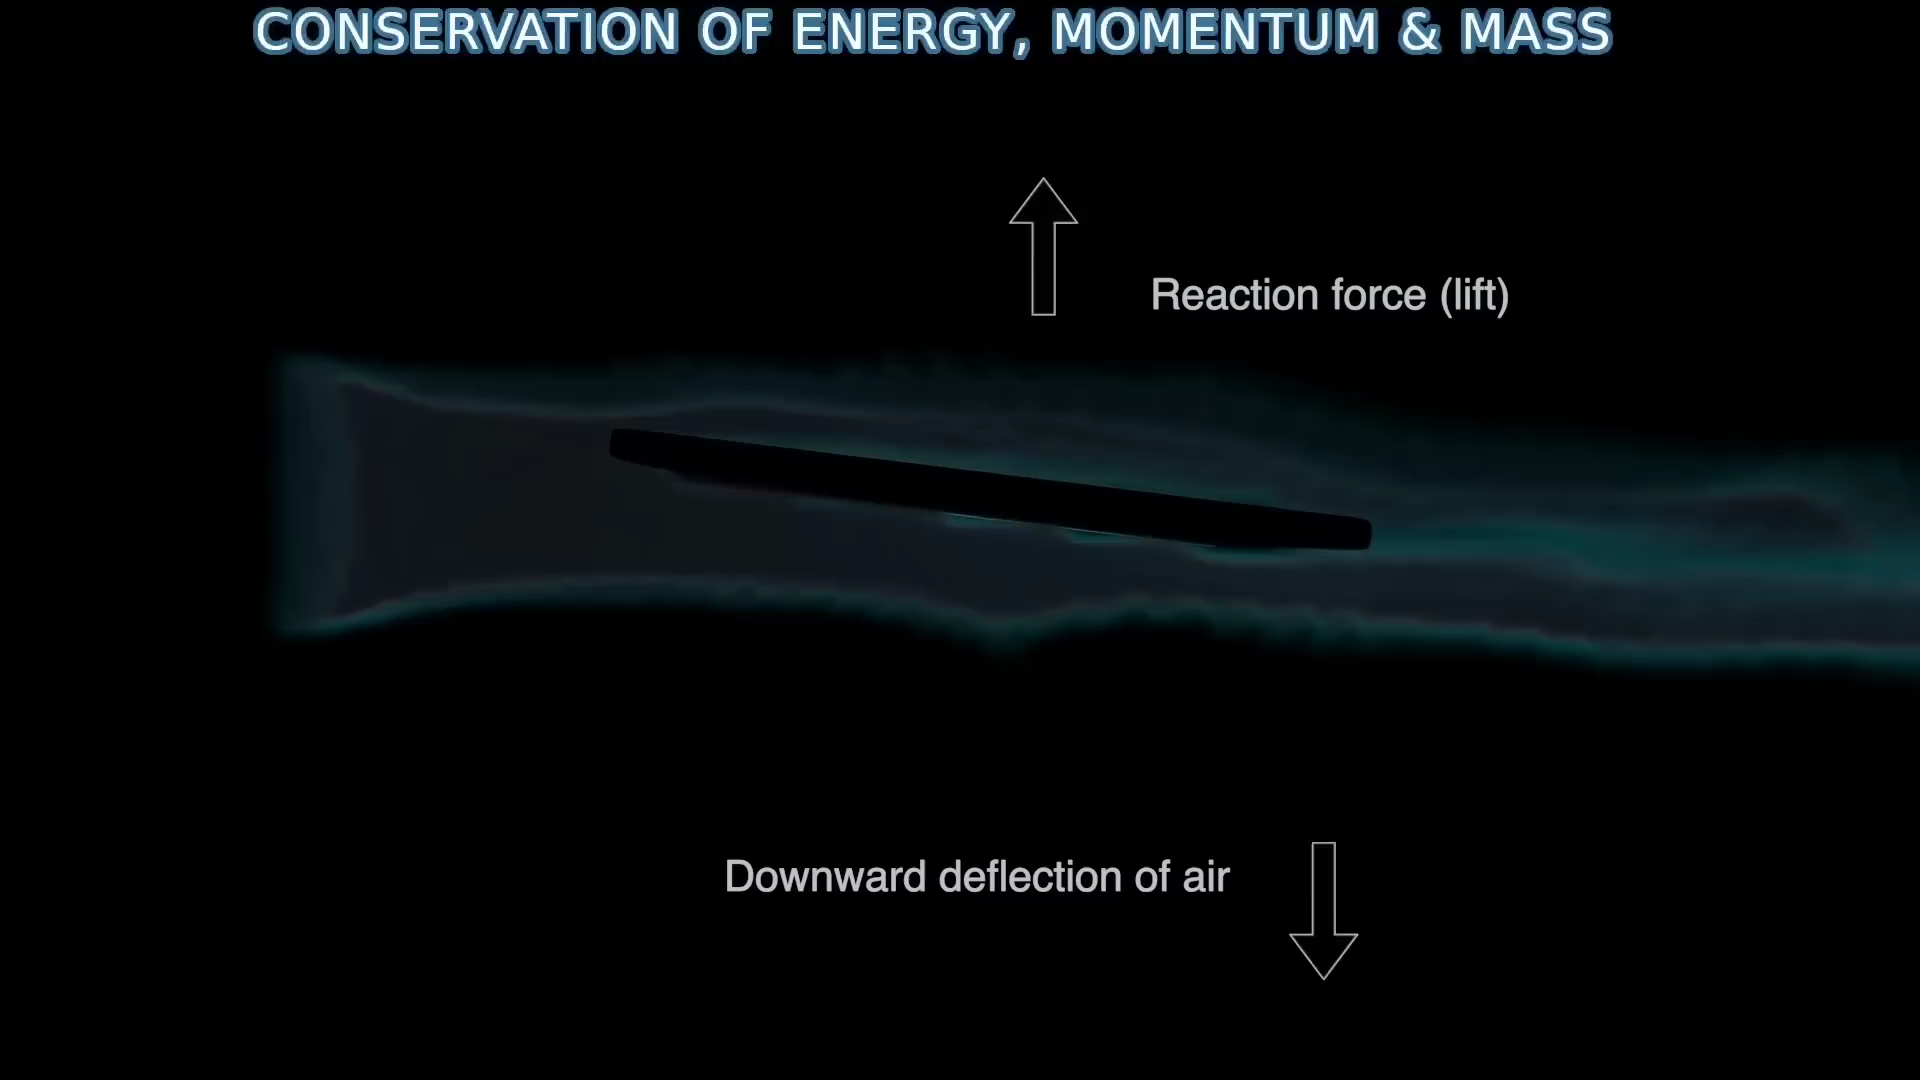 CONSERVATION OF ENERGY, MOMENTUM & MASS
Reaction force (lift)
Downward deflection of air